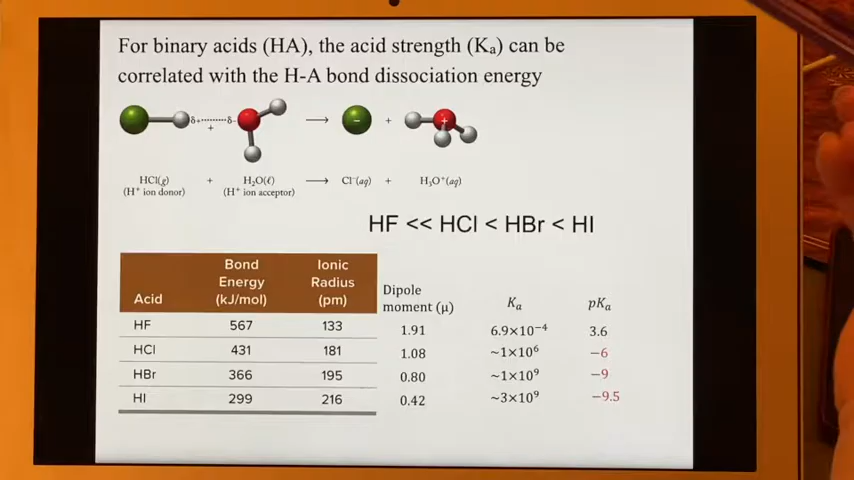 For binary acids (HA), the acid strength (Kₐ) can be
correlated with the H-A bond dissociation energy
δ+ δ-
+
− + +
HCl(g) + H₂O(ℓ) → Cl⁻(aq) + H₃O⁺(aq)
(H⁺ ion donor) (H⁺ ion acceptor)
HF << HCl < HBr < HI
Acid Bond Energy (kJ/mol) Ionic Radius (pm) Dipole moment (μ) Kₐ pKₐ
HF 567 133 1.91 6.9×10⁻⁴ 3.6
HCl 431 181 1.08 ~1×10⁶ −6
HBr 366 195 0.80 ~1×10⁹ −9
HI 299 216 0.42 ~3×10⁹ −9.5